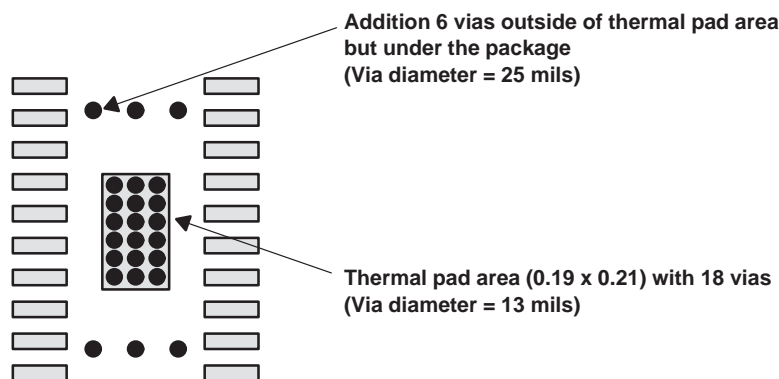 Addition 6 vias outside of thermal pad area
but under the package
(Via diameter = 25 mils)
Thermal pad area (0.19 x 0.21) with 18 vias
(Via diameter = 13 mils)